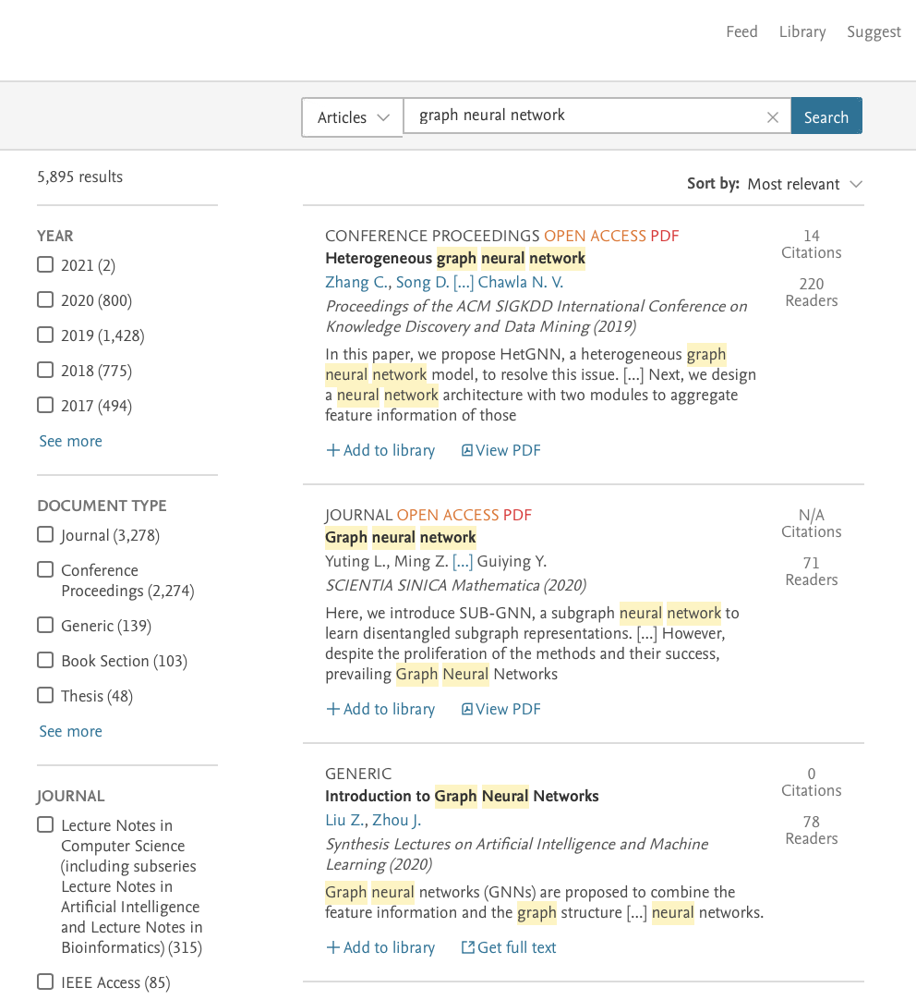 Feed Library Suggest
Articles graph neural network Search
5,895 results
Sort by: Most relevant
YEAR
2021 (2)
2020 (800)
2019 (1,428)
2018 (775)
2017 (494)
See more
DOCUMENT TYPE
Journal (3,278)
Conference
Proceedings (2,274)
Generic (139)
Book Section (103)
Thesis (48)
See more
JOURNAL
Lecture Notes in
Computer Science
(including subseries
Lecture Notes in
Artificial Intelligence
and Lecture Notes in
Bioinformatics) (315)
IEEE Access (85)
CONFERENCE PROCEEDINGS OPEN ACCESS PDF
Heterogeneous graph neural network
Zhang C., Song D. [...] Chawla N. V.
Proceedings of the ACM SIGKDD International Conference on
Knowledge Discovery and Data Mining (2019)
In this paper, we propose HetGNN, a heterogeneous graph
neural network model, to resolve this issue. [...] Next, we design
a neural network architecture with two modules to aggregate
feature information of those
Add to library View PDF
14
Citations
220
Readers
JOURNAL OPEN ACCESS PDF
Graph neural network
Yuting L., Ming Z. [...] Guiying Y.
SCIENTIA SINICA Mathematica (2020)
Here, we introduce SUB-GNN, a subgraph neural network to
learn disentangled subgraph representations. [...] However,
despite the proliferation of the methods and their success,
prevailing Graph Neural Networks
Add to library View PDF
N/A
Citations
71
Readers
GENERIC
Introduction to Graph Neural Networks
Liu Z., Zhou J.
Synthesis Lectures on Artificial Intelligence and Machine
Learning (2020)
Graph neural networks (GNNs) are proposed to combine the
feature information and the graph structure [...] neural networks.
Add to library Get full text
0
Citations
78
Readers